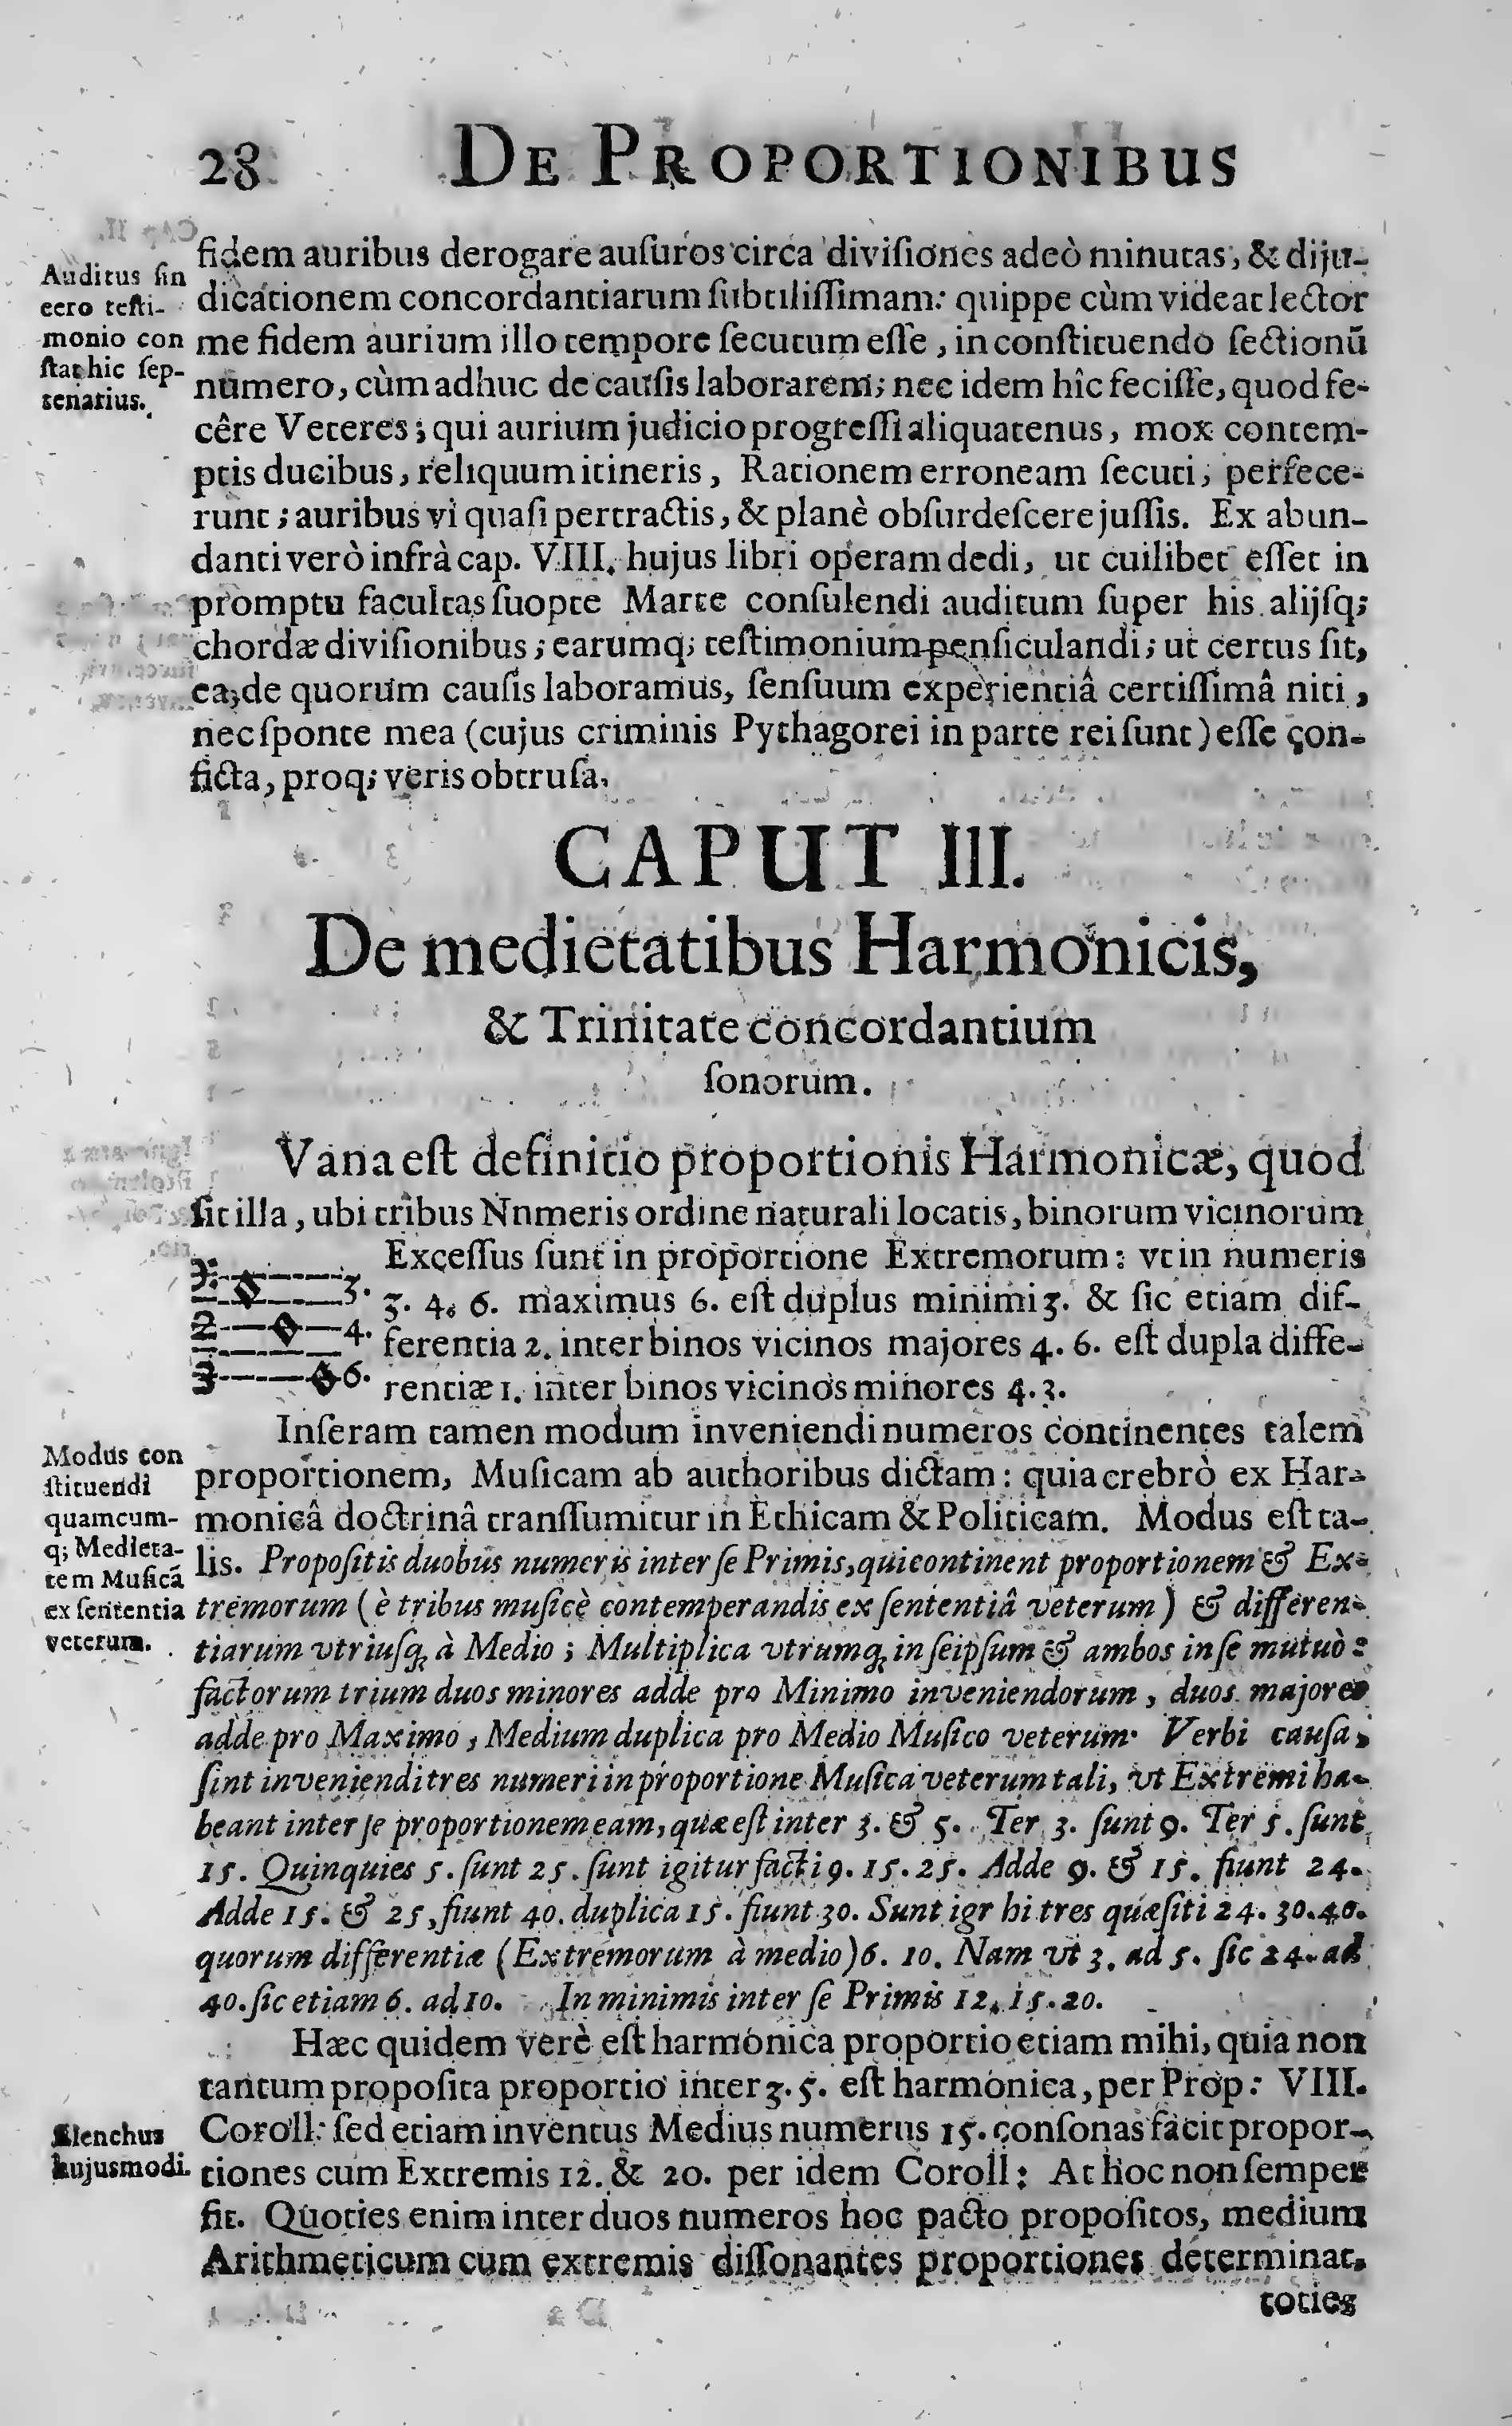 28 DE PROPORTIONIBUS
fidem auribus derogare auſuros circa diviſiones adeò minutas, & diju-
dicationem concordantiarum ſubtiliſſimam: quippe cùm videat lector
me fidem aurium illo tempore ſecutum eſſe, in conſtituendo ſectionū
numero, cùm adhuc de cauſis laborarem; nec idem hîc feciſſe, quod fe-
cêre Veteres; qui aurium judicio progreſſi aliquatenus, mox contem-
ptis ducibus, reliquum itineris, Rationem erroneam ſecuti, perfece-
runt; auribus vi quaſi pertractis, & planè obſurdeſcere juſſis. Ex abun-
danti verò infrà cap. VIII. hujus libri operam dedi, ut cuilibet eſſet in
promptu facultas ſuopte Marte conſulendi auditum ſuper his alijſq;
chordæ diviſionibus; earumq; teſtimonium penſiculandi; ut certus ſit,
ea, de quorum cauſis laboramus, ſenſuum experientiâ certiſſimâ niti,
nec ſponte mea (cujus criminis Pythagorei in parte rei ſunt) eſſe con-
ficta, proq; veris obtruſa.
Auditus ſin
cero teſti-
monio con
ſtat hic ſep-
tenarius.
CAPUT III.
De medietatibus Harmonicis,
& Trinitate concordantium
ſonorum.
Vana eſt definitio proportionis Harmonicæ, quod
ſit illa, ubi tribus Nnmeris ordine naturali locatis, binorum vicinorum
Exceſſus ſunt in proportione Extremorum: vt in numeris
3. 4. 6. maximus 6. eſt duplus minimi 3. & ſic etiam dif-
ferentia 2. inter binos vicinos majores 4. 6. eſt dupla diffe-
rentiæ 1. inter binos vicinos minores 4. 3.
3.
2 4.
3 6.
Inſeram tamen modum inveniendi numeros continentes talem
proportionem, Muſicam ab authoribus dictam: quia crebrò ex Har-
monicâ doctrinâ tranſſumitur in Ethicam & Politicam. Modus eſt ta-
lis. Propoſitis duobus numeris inter ſe Primis, qui continent proportionem & Ex-
tremorum (è tribus muſicè contemperandis ex ſententiâ veterum) & differen-
tiarum vtriuſq; à Medio; Multiplica vtrumq; in ſeipſum & ambos in ſe mutuò:
factorum trium duos minores adde pro Minimo inveniendorum, duos majores
adde pro Maximo, Medium duplica pro Medio Muſico veterum. Verbi cauſa,
ſint inveniendi tres numeri in proportione Muſica veterum tali, vt Extremi ha-
beant inter ſe proportionem eam, quæ eſt inter 3. & 5. Ter 3. ſunt 9. Ter 5. ſunt
15. Quinquies 5. ſunt 25. ſunt igitur facti 9. 15. 25. Adde 9. & 15. fiunt 24.
Adde 15. & 25, fiunt 40. duplica 15. fiunt 30. Sunt igr hi tres quæſiti 24. 30. 40.
quorum differentiæ (Extremorum à medio) 6. 10. Nam vt 3. ad 5. ſic 24. ad
40. ſic etiam 6. ad 10. In minimis inter ſe Primis 12. 15. 20.
Modus con
ſtituendi
quamcum-
q; Medieta-
tem Muſicā
ex ſententia
veterum.
Hæc quidem verè eſt harmonica proportio etiam mihi, quia non
tantum propoſita proportio inter 3. 5. eſt harmonica, per Prop: VIII.
Coroll: ſed etiam inventus Medius numerus 15. conſonas facit propor-
tiones cum Extremis 12. & 20. per idem Coroll: At hoc non ſemper
fit. Quoties enim inter duos numeros hoc pacto propoſitos, medium
Arithmeticum cum extremis diſſonantes proportiones determinat,
Elenchus
hujusmodi.
toties